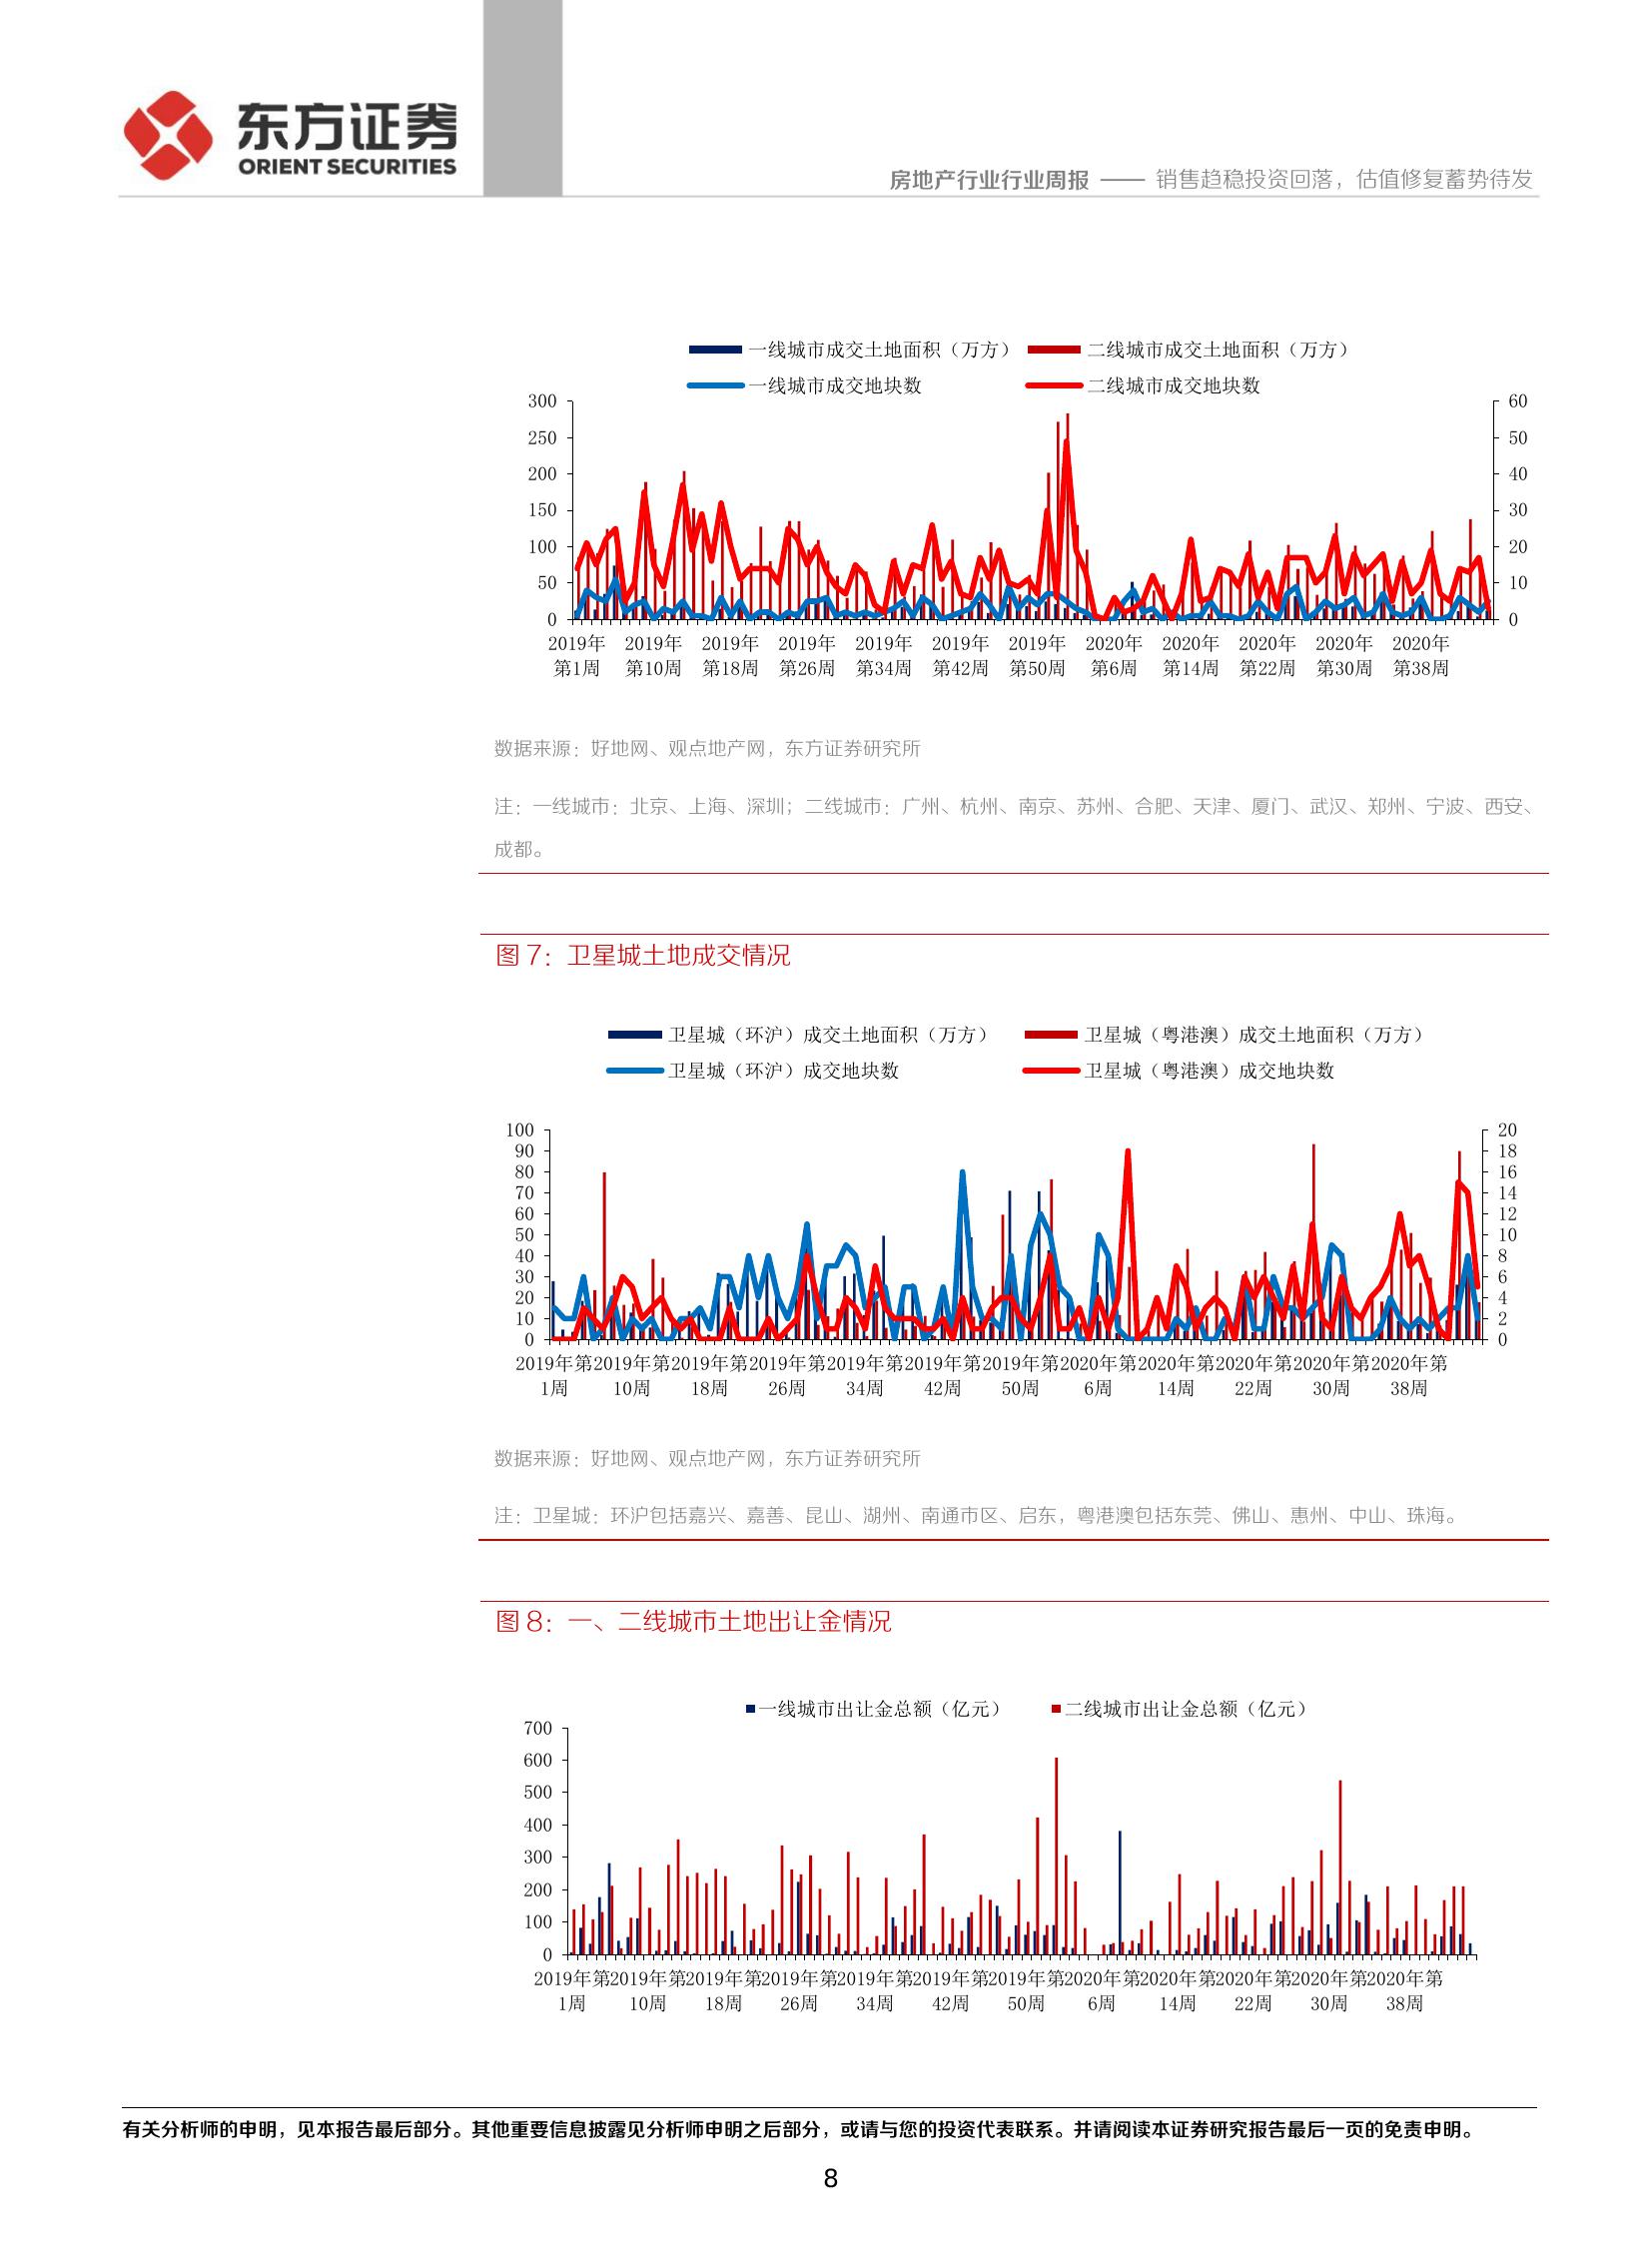 东方证券
ORIENT SECURITIES
房地产行业行业周报 —— 销售趋稳投资回落，估值修复蓄势待发
一线城市成交土地面积（万方） 二线城市成交土地面积（万方）
一线城市成交地块数 二线城市成交地块数
300 60
250 50
200 40
150 30
100 20
50 10
0 0
2019年 2019年 2019年 2019年 2019年 2019年 2019年 2020年 2020年 2020年 2020年 2020年
第1周 第10周 第18周 第26周 第34周 第42周 第50周 第6周 第14周 第22周 第30周 第38周
数据来源：好地网、观点地产网，东方证券研究所
注：一线城市：北京、上海、深圳；二线城市：广州、杭州、南京、苏州、合肥、天津、厦门、武汉、郑州、宁波、西安、
成都。
图 7：卫星城土地成交情况
卫星城（环沪）成交土地面积（万方） 卫星城（粤港澳）成交土地面积（万方）
卫星城（环沪）成交地块数 卫星城（粤港澳）成交地块数
100 20
90 18
80 16
70 14
60 12
50 10
40 8
30 6
20 4
10 2
0 0
2019年第2019年第2019年第2019年第2019年第2019年第2019年第2020年第2020年第2020年第2020年第2020年第
1周 10周 18周 26周 34周 42周 50周 6周 14周 22周 30周 38周
数据来源：好地网、观点地产网，东方证券研究所
注：卫星城：环沪包括嘉兴、嘉善、昆山、湖州、南通市区、启东，粤港澳包括东莞、佛山、惠州、中山、珠海。
图 8：一、二线城市土地出让金情况
一线城市出让金总额（亿元） 二线城市出让金总额（亿元）
700
600
500
400
300
200
100
0
2019年第2019年第2019年第2019年第2019年第2019年第2019年第2020年第2020年第2020年第2020年第2020年第
1周 10周 18周 26周 34周 42周 50周 6周 14周 22周 30周 38周
有关分析师的申明，见本报告最后部分。其他重要信息披露见分析师申明之后部分，或请与您的投资代表联系。并请阅读本证券研究报告最后一页的免责申明。
8